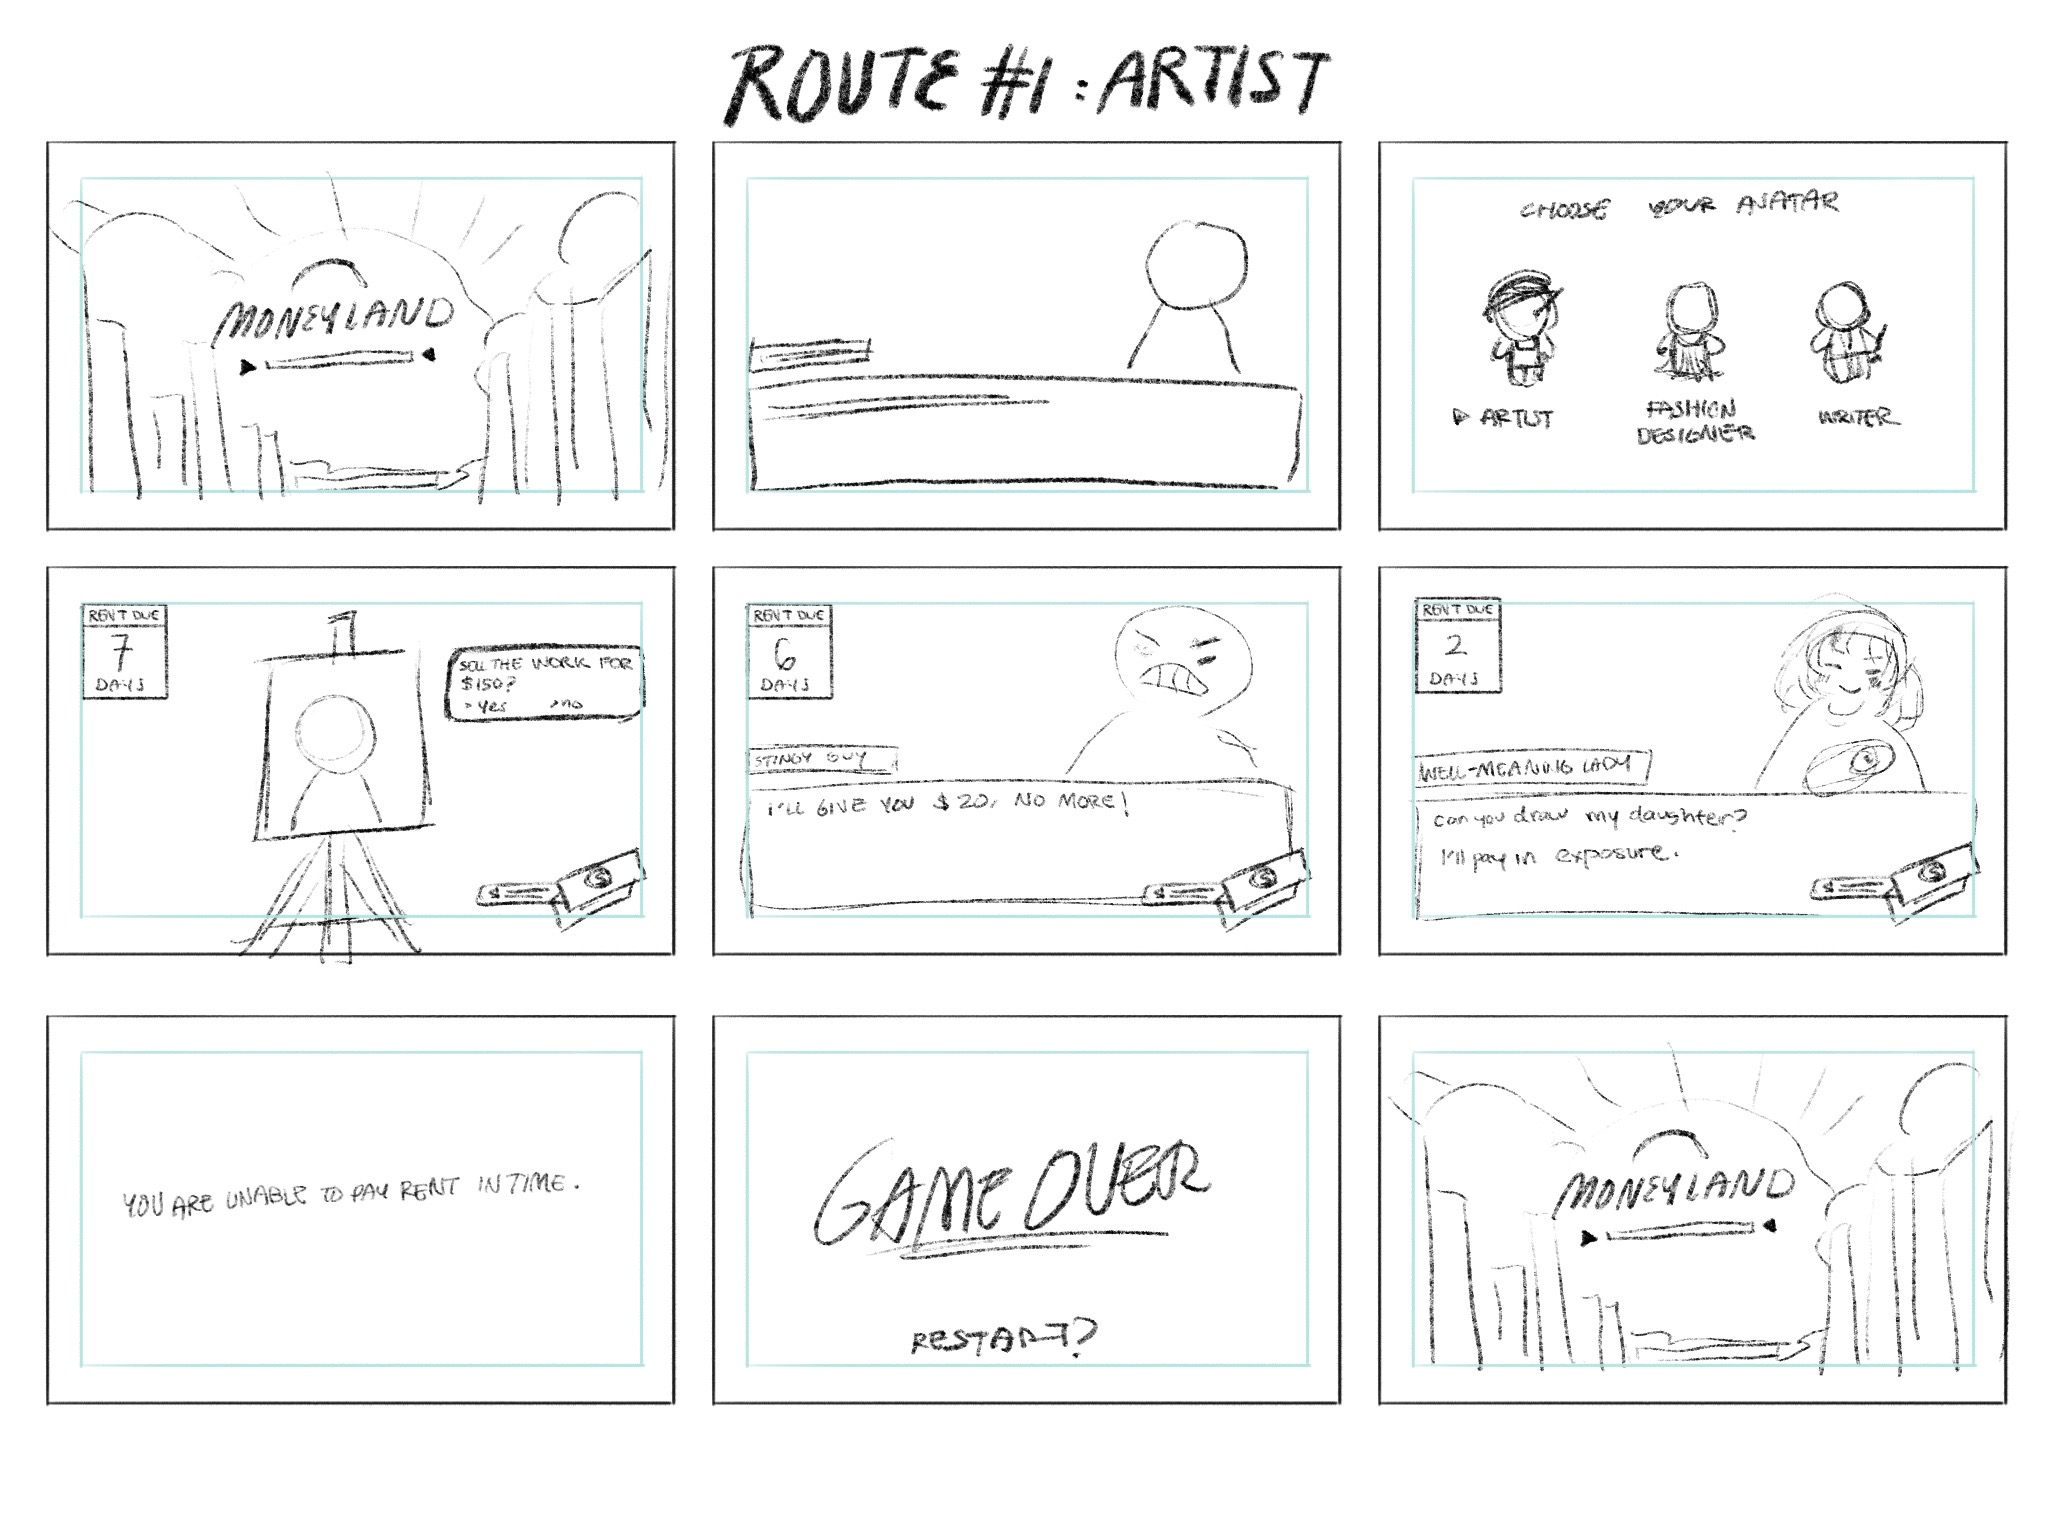 ROUTE #1 : ARTIST
MONEYLAND
CHOOSE YOUR AVATAR
ARTIST
FASHION
DESIGNER
WRITER
RENT DUE
7
DAYS
SELL THE WORK FOR
$150?
> yes >no
$
$
RENT DUE
6
DAYS
STINGY GUY
I'LL GIVE YOU $20, NO MORE!
$
$
RENT DUE
2
DAYS
WELL-MEANING LADY
can you draw my daughter?
I'll pay in exposure.
$
$
YOU ARE UNABLE TO PAY RENT IN TIME.
GAME OVER
RESTART?
MONEYLAND